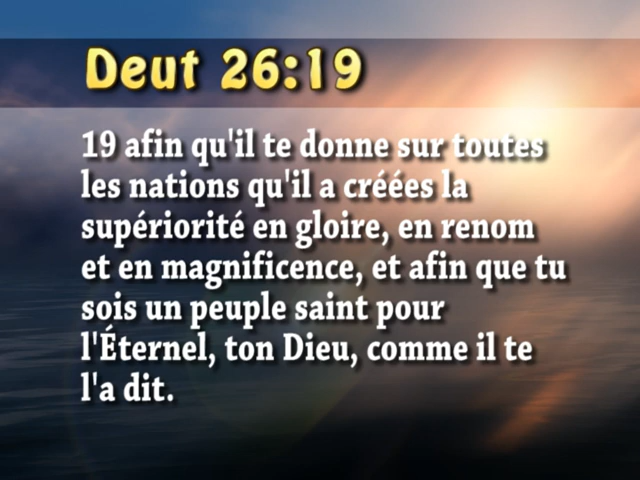 Deut 26:19
19 afin qu'il te donne sur toutes
les nations qu'il a créées la
supériorité en gloire, en renom
et en magnificence, et afin que tu
sois un peuple saint pour
l'Éternel, ton Dieu, comme il te
l'a dit.